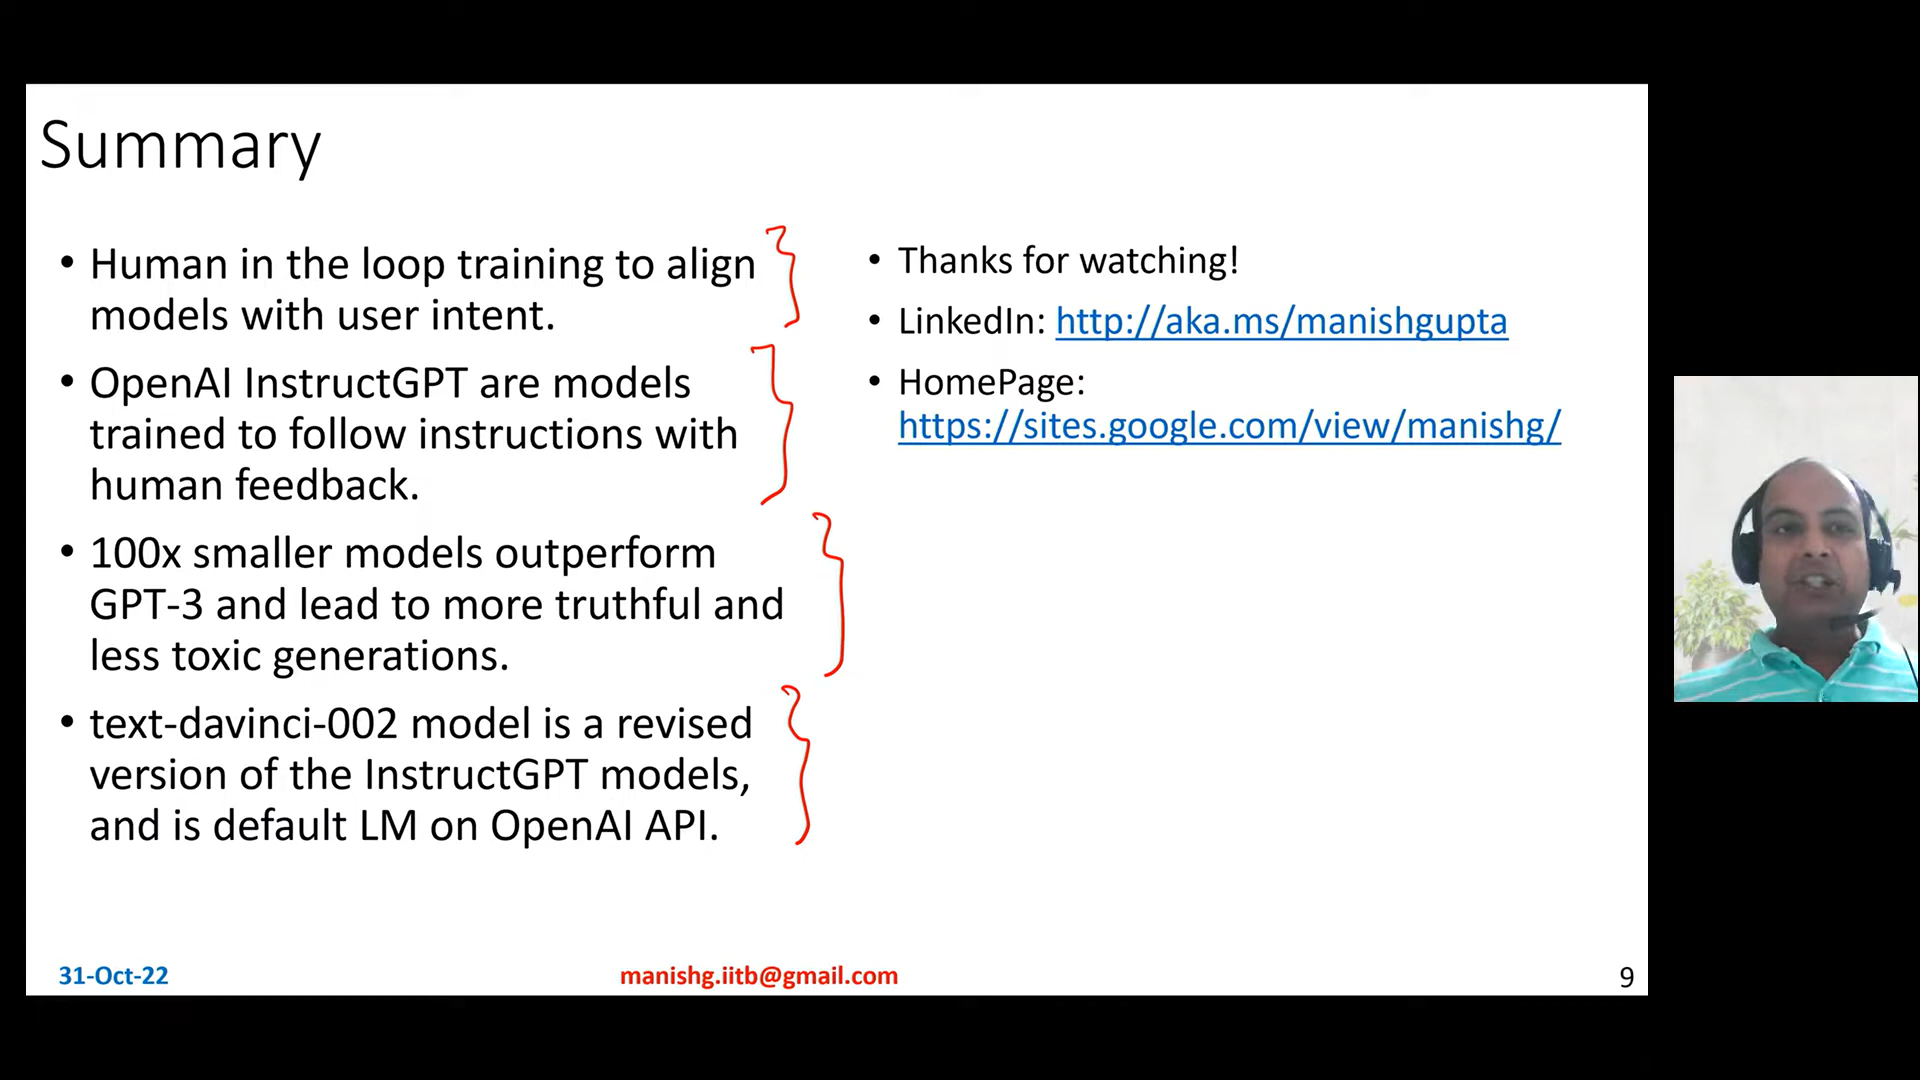 Summary
• Human in the loop training to align
models with user intent.
• OpenAI InstructGPT are models
trained to follow instructions with
human feedback.
• 100x smaller models outperform
GPT-3 and lead to more truthful and
less toxic generations.
• text-davinci-002 model is a revised
version of the InstructGPT models,
and is default LM on OpenAI API.
• Thanks for watching!
• LinkedIn: http://aka.ms/manishgupta
• HomePage:
https://sites.google.com/view/manishg/
31-Oct-22
manishg.iitb@gmail.com
9